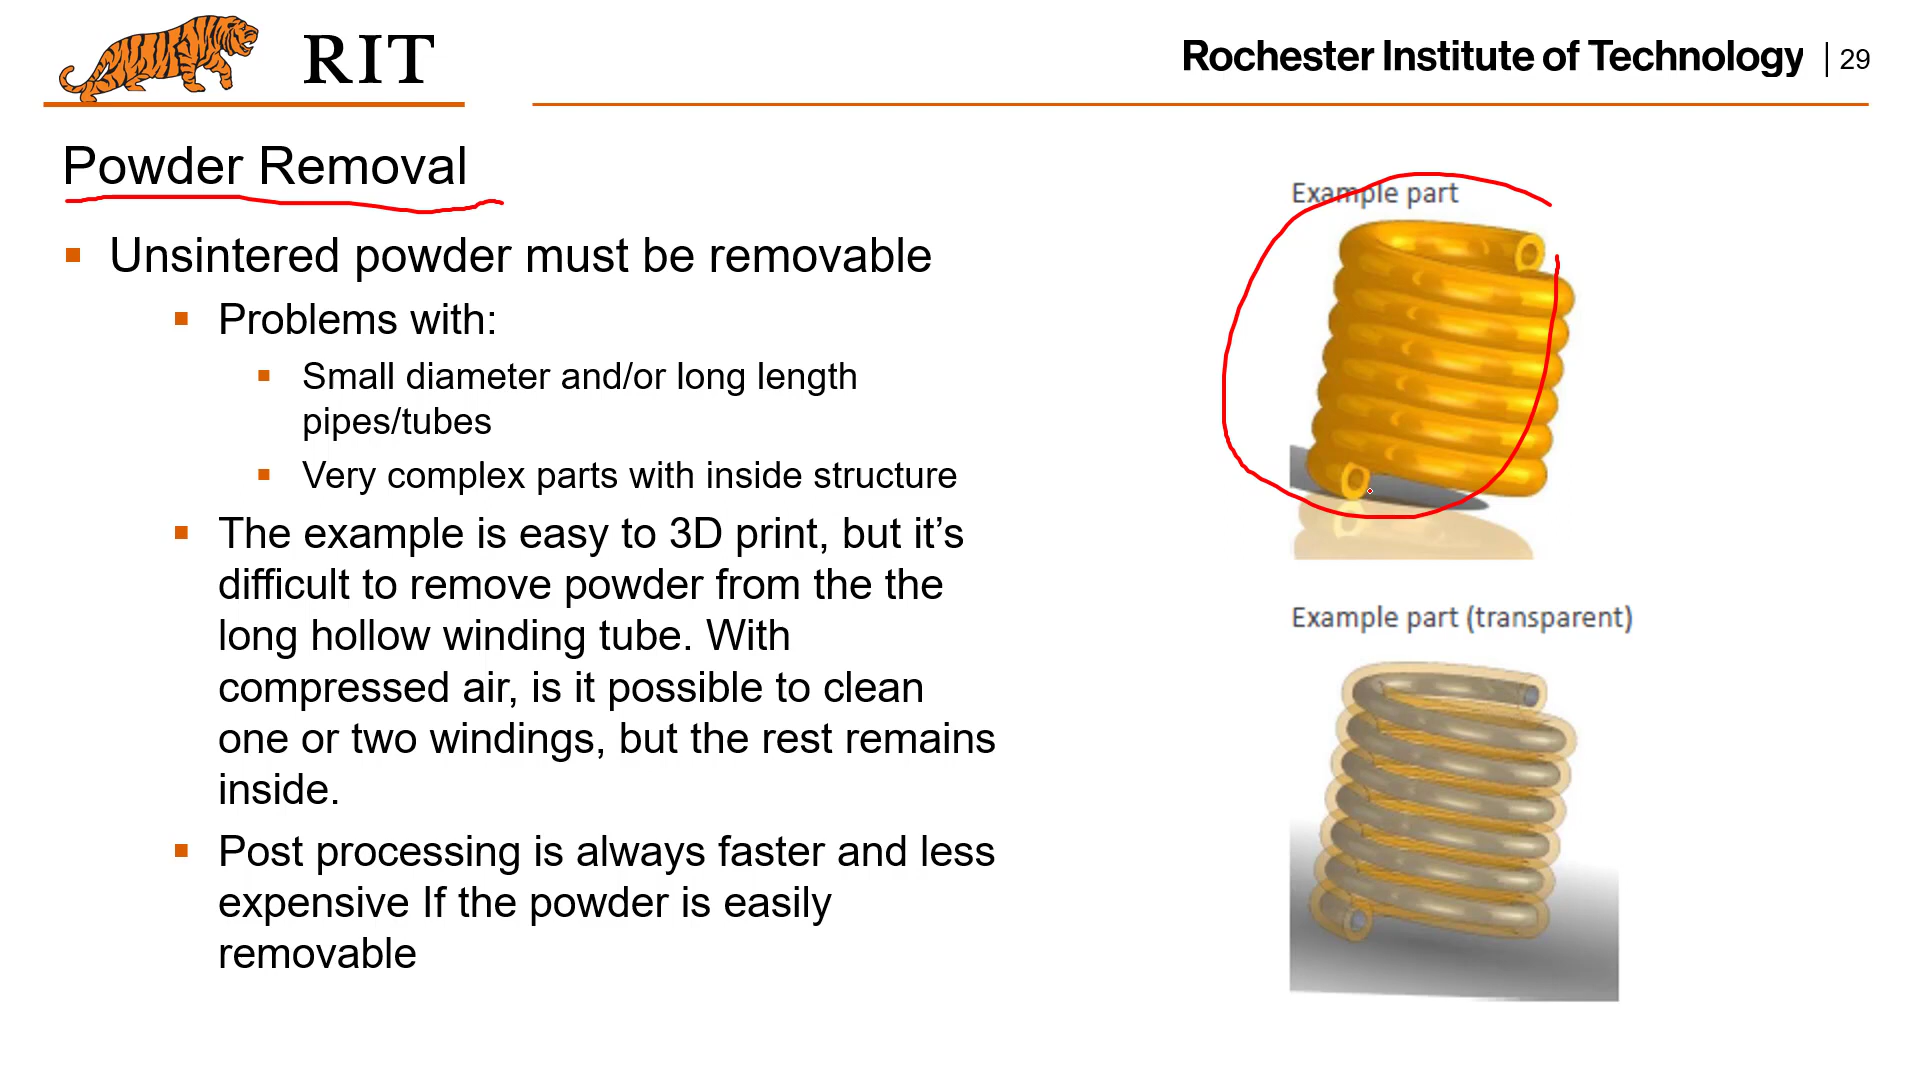 RIT
Rochester Institute of Technology | 29
Powder Removal
Unsintered powder must be removable
Problems with:
Small diameter and/or long length
pipes/tubes
Very complex parts with inside structure
The example is easy to 3D print, but it’s
difficult to remove powder from the the
long hollow winding tube. With
compressed air, is it possible to clean
one or two windings, but the rest remains
inside.
Post processing is always faster and less
expensive If the powder is easily
removable
Example part
Example part (transparent)